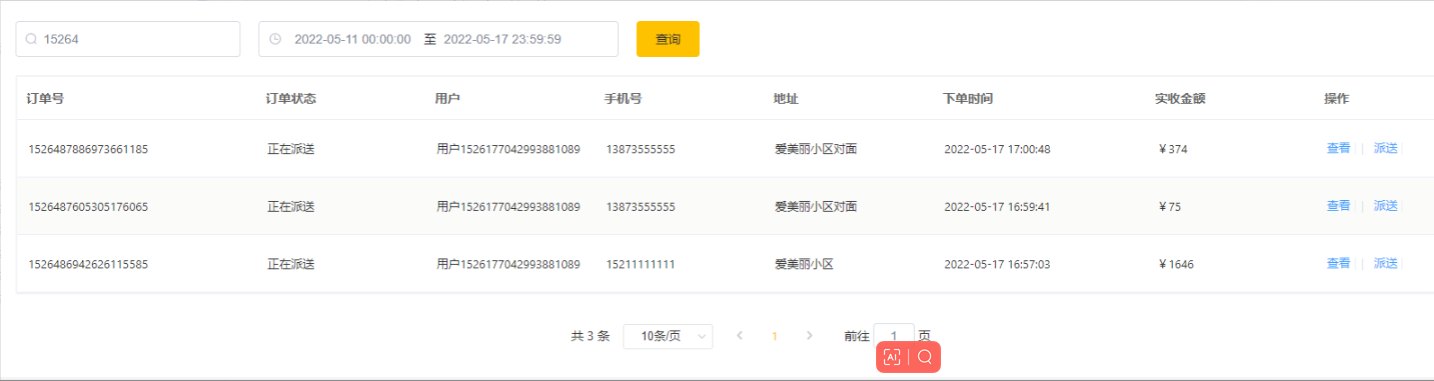 15264 2022-05-11 00:00:00 至 2022-05-17 23:59:59 查询
订单号 订单状态 用户 手机号 地址 下单时间 实收金额 操作
1526487886973661185 正在派送 用户1526177042993881089 13873555555 爱美丽小区对面 2022-05-17 17:00:48 ￥374 查看 | 派送
1526487605305176065 正在派送 用户1526177042993881089 13873555555 爱美丽小区对面 2022-05-17 16:59:41 ￥75 查看 | 派送
1526486942626115585 正在派送 用户1526177042993881089 15211111111 爱美丽小区 2022-05-17 16:57:03 ￥1646 查看 | 派送
共 3 条 10条/页 1 前往 1 页
AI